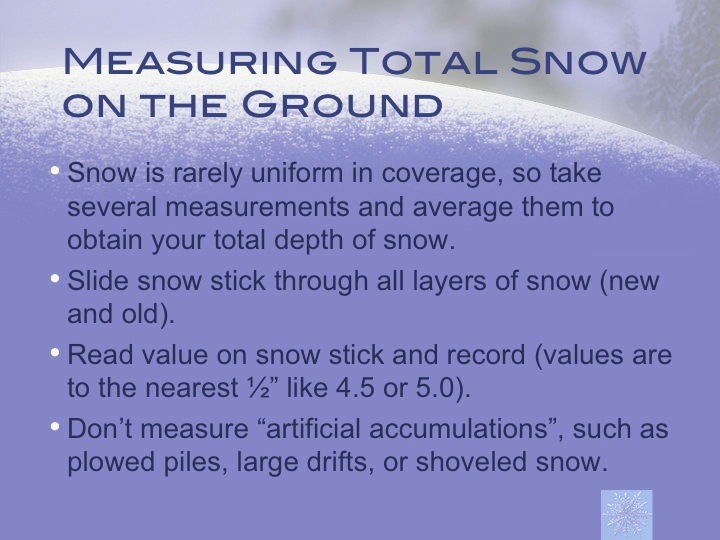 Measuring Total Snow
on the Ground
• Snow is rarely uniform in coverage, so take
several measurements and average them to
obtain your total depth of snow.
• Slide snow stick through all layers of snow (new
and old).
• Read value on snow stick and record (values are
to the nearest ½” like 4.5 or 5.0).
• Don’t measure “artificial accumulations”, such as
plowed piles, large drifts, or shoveled snow.